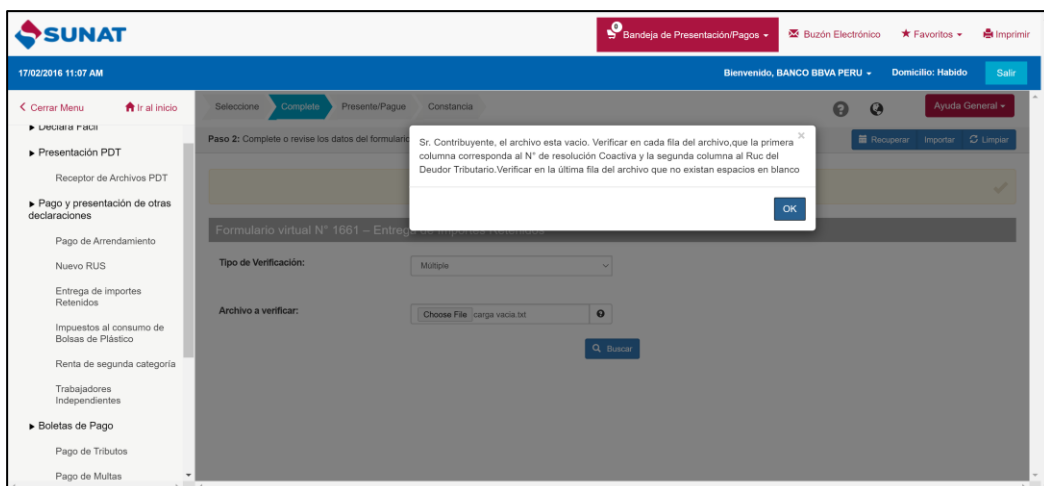 SUNAT
0
Bandeja de Presentación/Pagos
Buzón Electrónico
Favoritos
Imprimir
17/02/2016 11:07 AM
Bienvenido, BANCO BBVA PERU
Domicilio: Habido
Salir
Cerrar Menu
Ir al inicio
Declara Fácil
Presentación PDT
Receptor de Archivos PDT
Pago y presentación de otras
declaraciones
Pago de Arrendamiento
Nuevo RUS
Entrega de importes
Retenidos
Impuestos al consumo de
Bolsas de Plástico
Renta de segunda categoría
Trabajadores
Independientes
Boletas de Pago
Pago de Tributos
Pago de Multas
Seleccione
Complete
Presente/Pague
Constancia
Ayuda General
Paso 2: Complete o revise los datos del formulario
Recuperar
Importar
Limpiar
Sr. Contribuyente, el archivo esta vacio. Verificar en cada fila del archivo,que la primera
columna corresponda al N° de resolución Coactiva y la segunda columna al Ruc del
Deudor Tributario.Verificar en la última fila del archivo que no existan espacios en blanco
×
OK
Formulario virtual N° 1661 – Entrega de Importes Retenidos
Tipo de Verificación:
Múltiple
Archivo a verificar:
Choose File
carga vacia.txt
Buscar